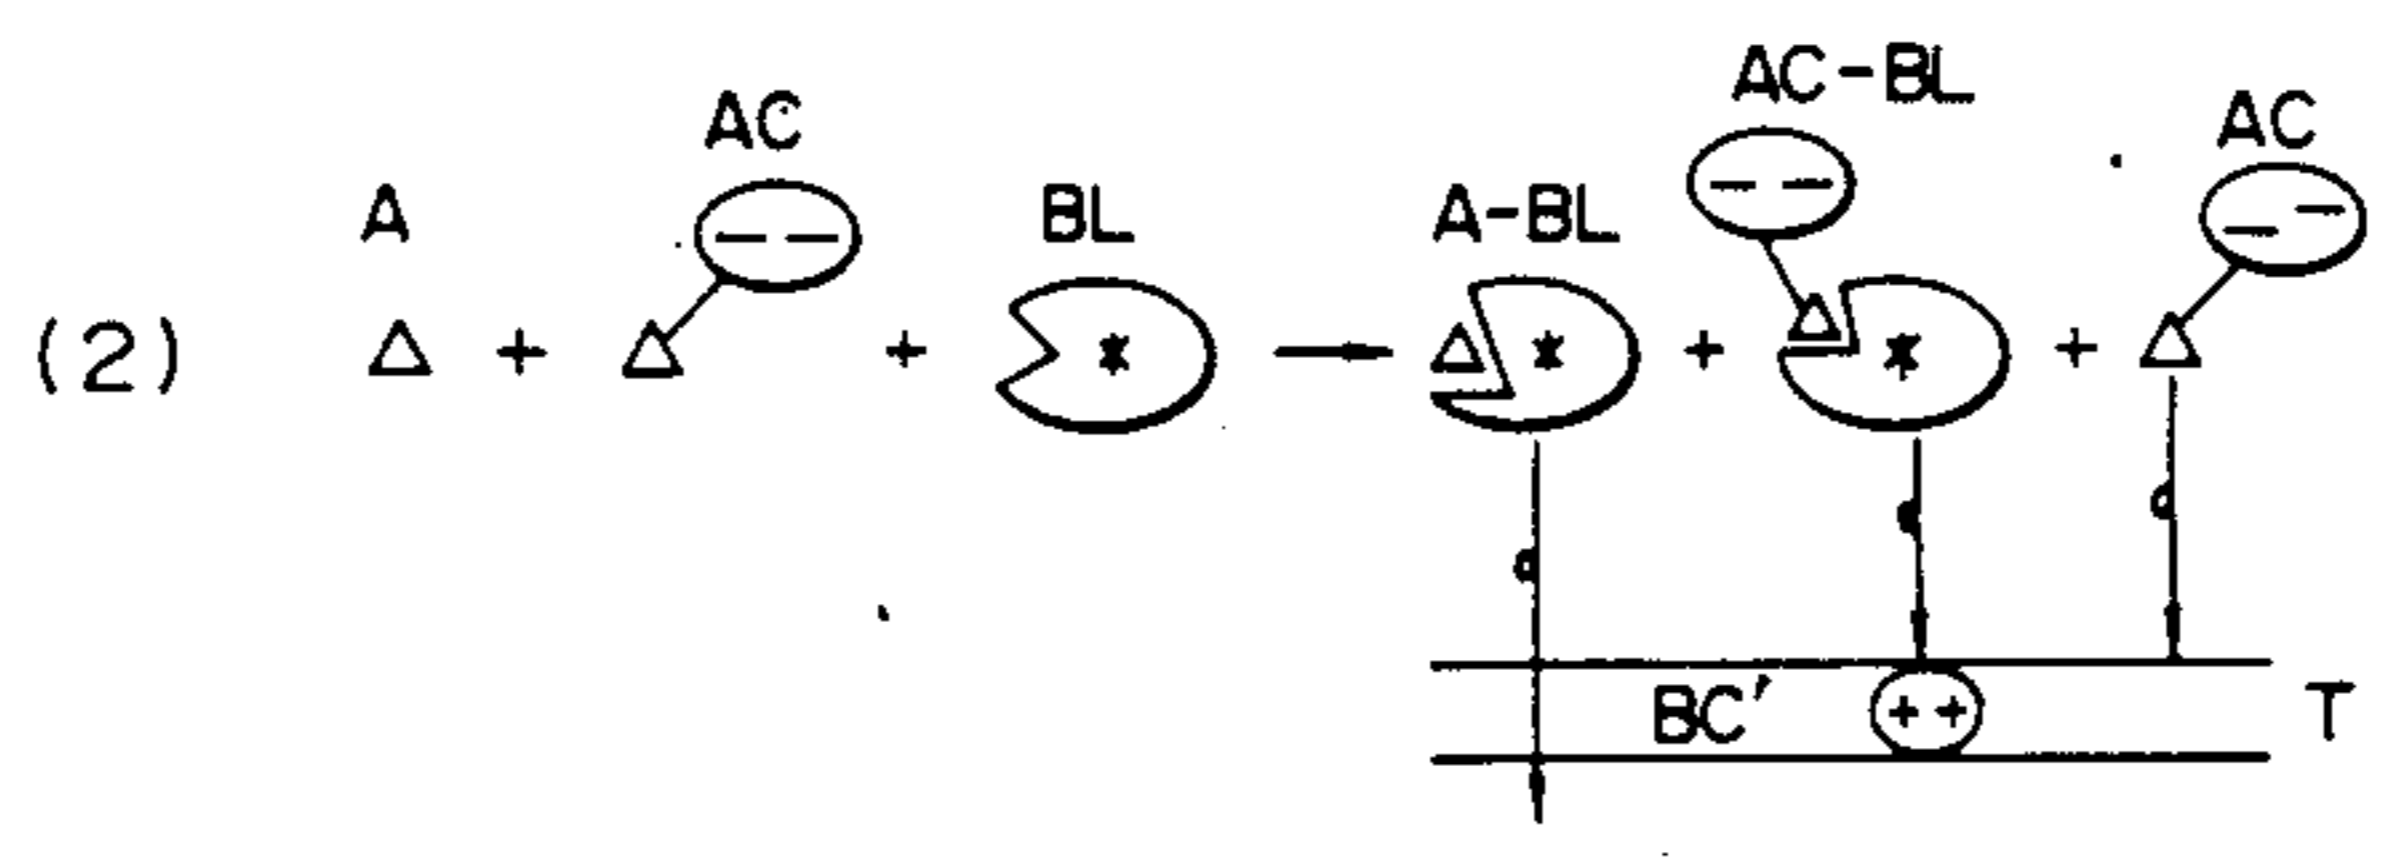 AC-BL
AC AC
A BL A-BL
(2) + + * → * + * +
-- -- -- --
BC' ++ T